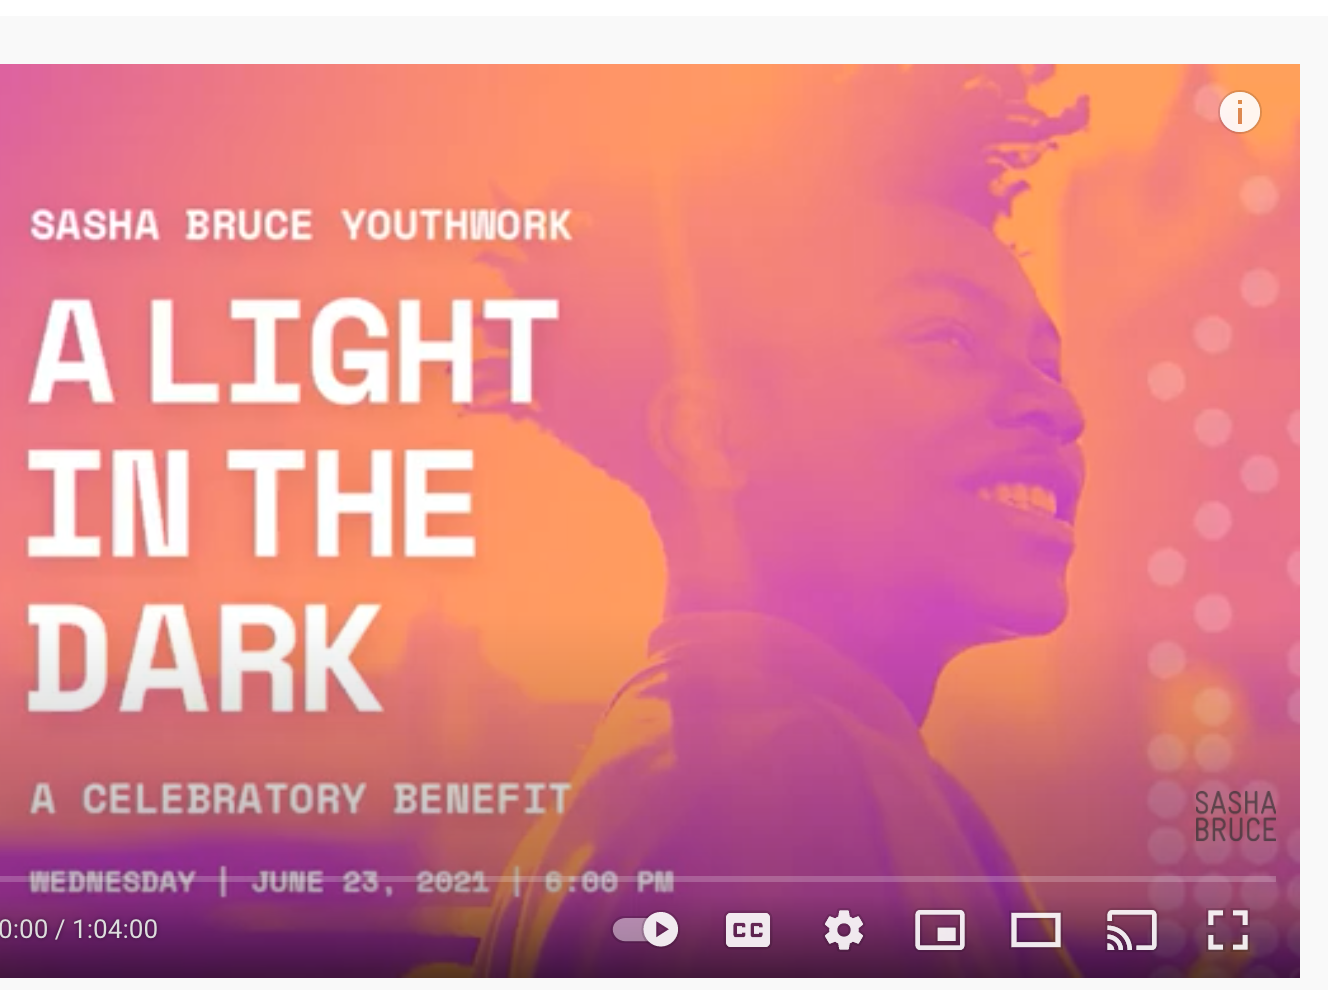 SASHA BRUCE YOUTHWORK
A LIGHT
IN THE
DARK
A CELEBRATORY BENEFIT
WEDNESDAY | JUNE 23, 2021 | 6:00 PM
SASHA
BRUCE
0:00 / 1:04:00
CC